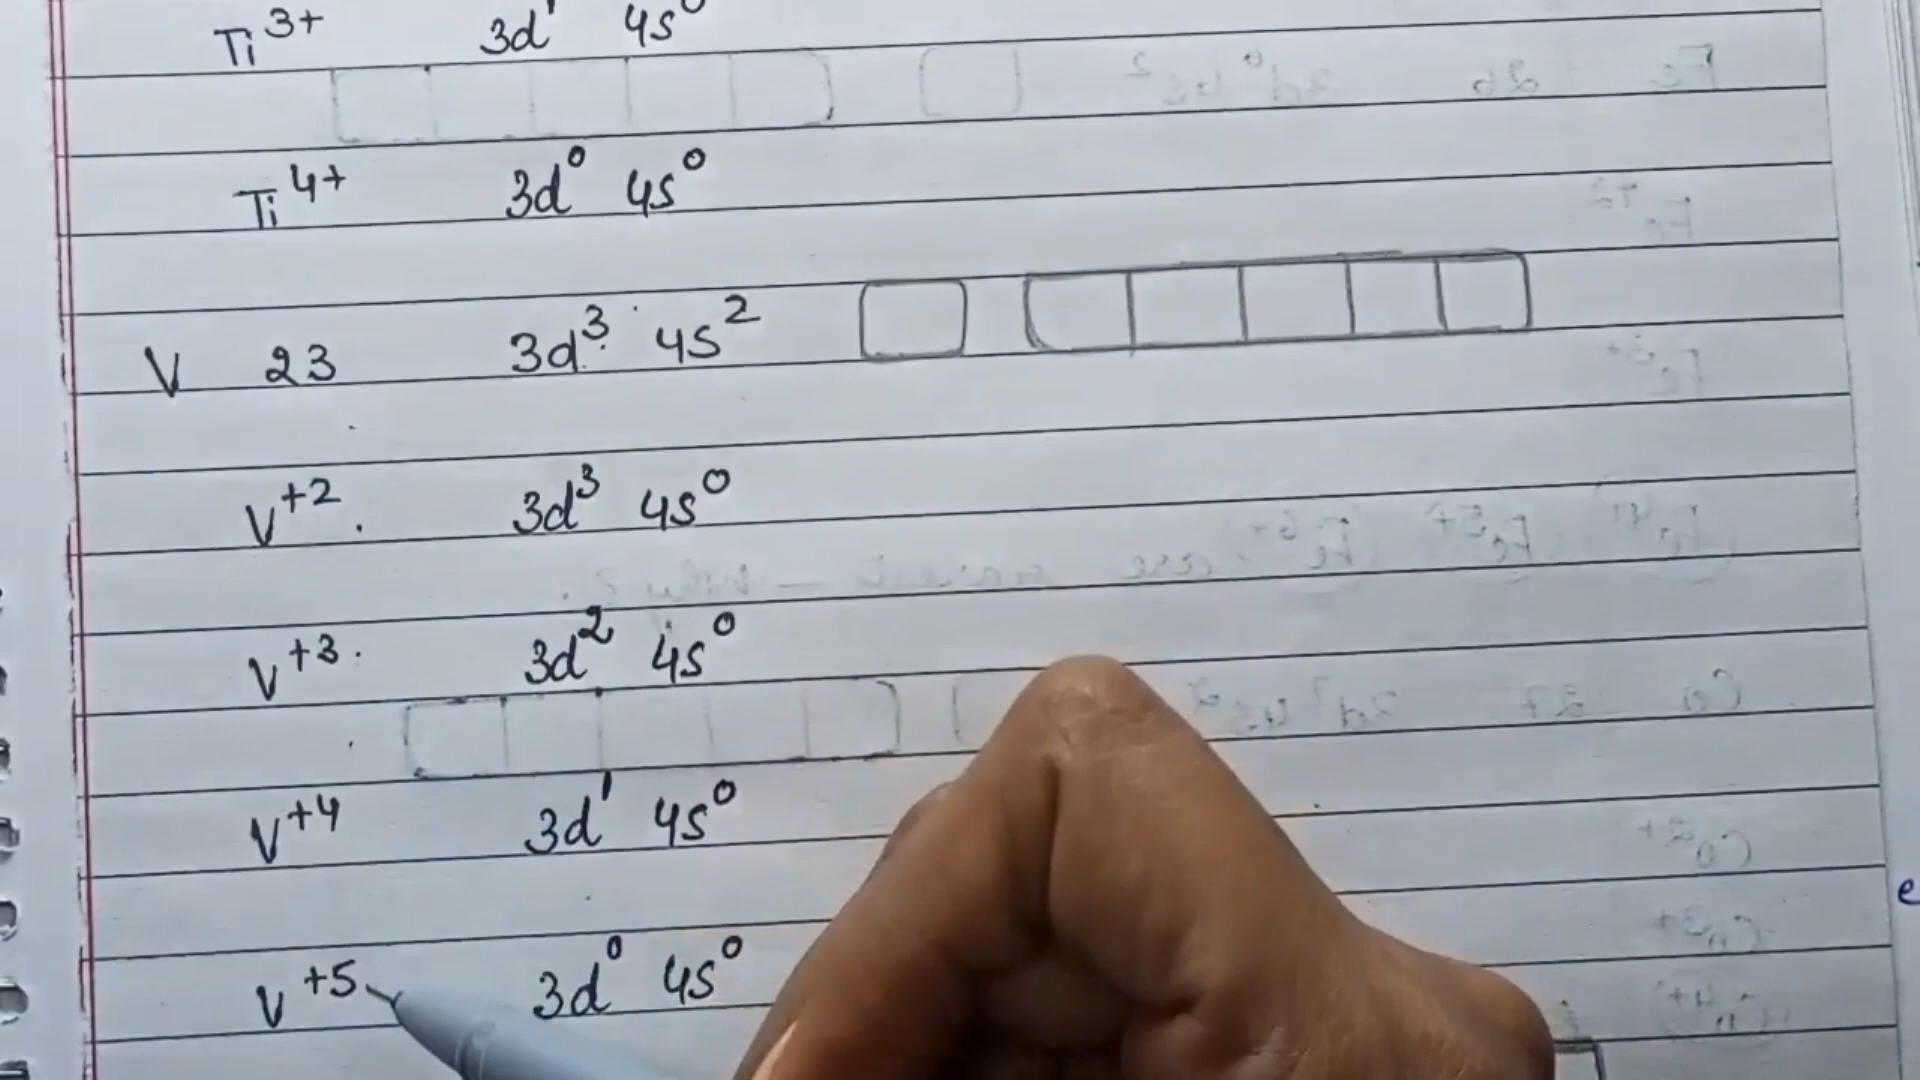 Ti³⁺ 3d¹ 4s⁰
Ti⁴⁺ 3d⁰ 4s⁰
V 23 3d³ 4s²
V⁺² 3d³ 4s⁰
V⁺³ 3d² 4s⁰
V⁺⁴ 3d¹ 4s⁰
V⁺⁵ 3d⁰ 4s⁰